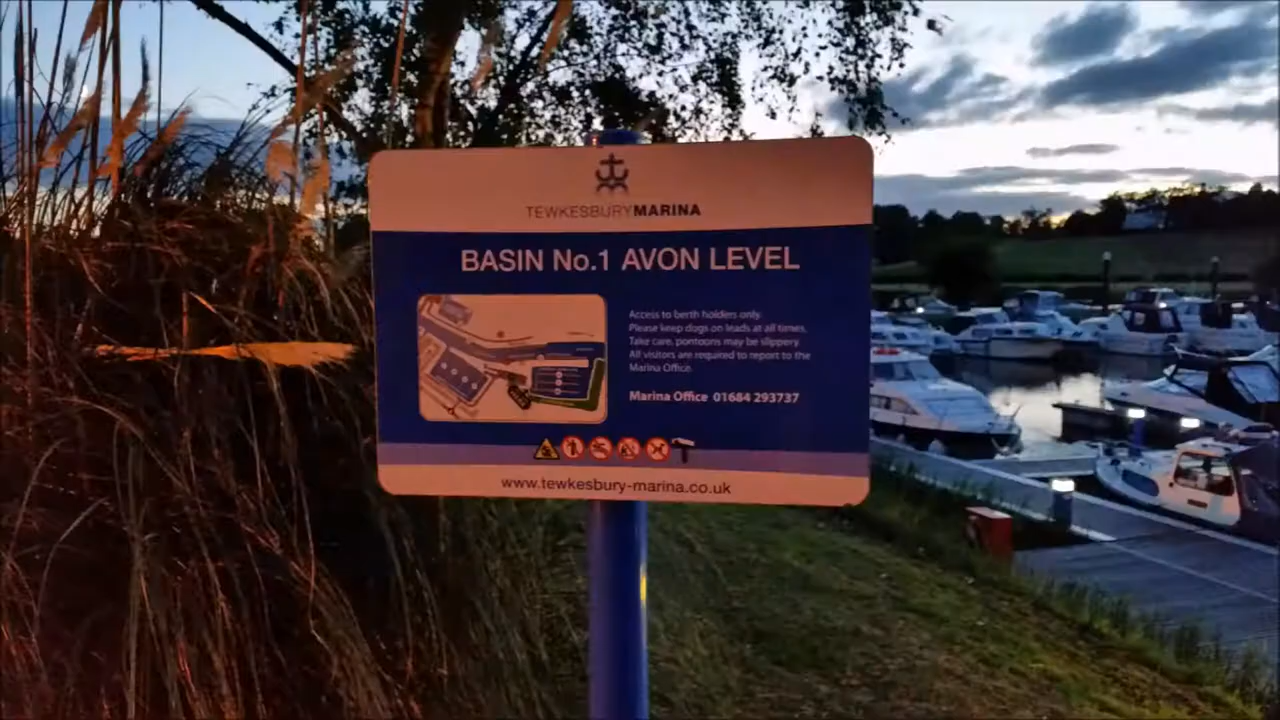 TEWKESBURYMARINA
BASIN No.1 AVON LEVEL
Access to berth holders only.
Please keep dogs on leads at all times.
Take care, pontoons may be slippery.
All visitors are required to report to the
Marina Office.
Marina Office 01684 293737
www.tewkesbury-marina.co.uk